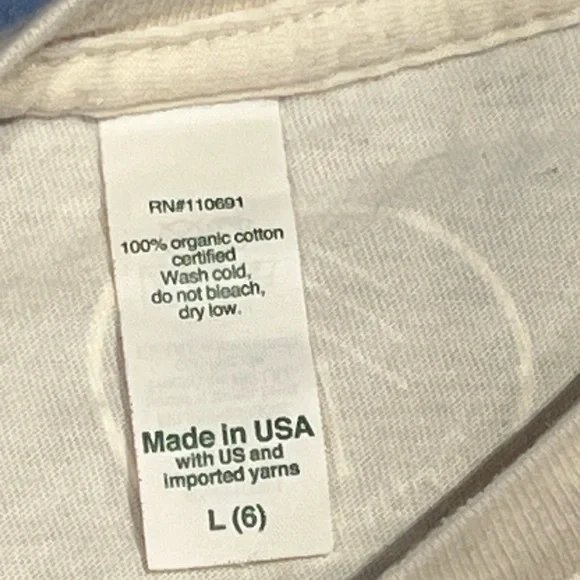 RN#110691
100% organic cotton
certified
Wash cold,
do not bleach,
dry low.
Made in USA
with US and
imported yarns
L (6)